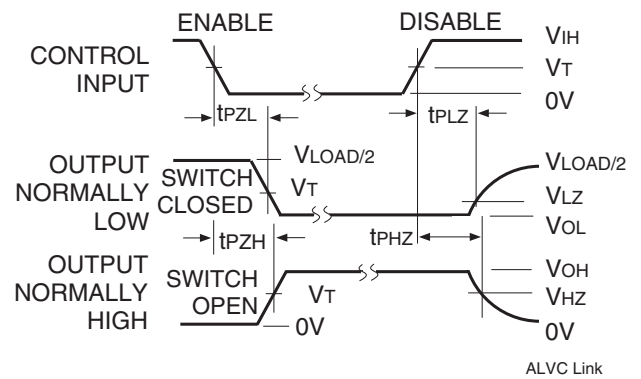 ENABLE
DISABLE
CONTROL
INPUT
VIH
VT
0V
tPZL
tPLZ
OUTPUT
NORMALLY
LOW
SWITCH
CLOSED
VLOAD/2
VT
VLOAD/2
VLZ
VOL
tPZH
tPHZ
OUTPUT
NORMALLY
HIGH
SWITCH
OPEN
VT
0V
VOH
VHZ
0V
ALVC Link